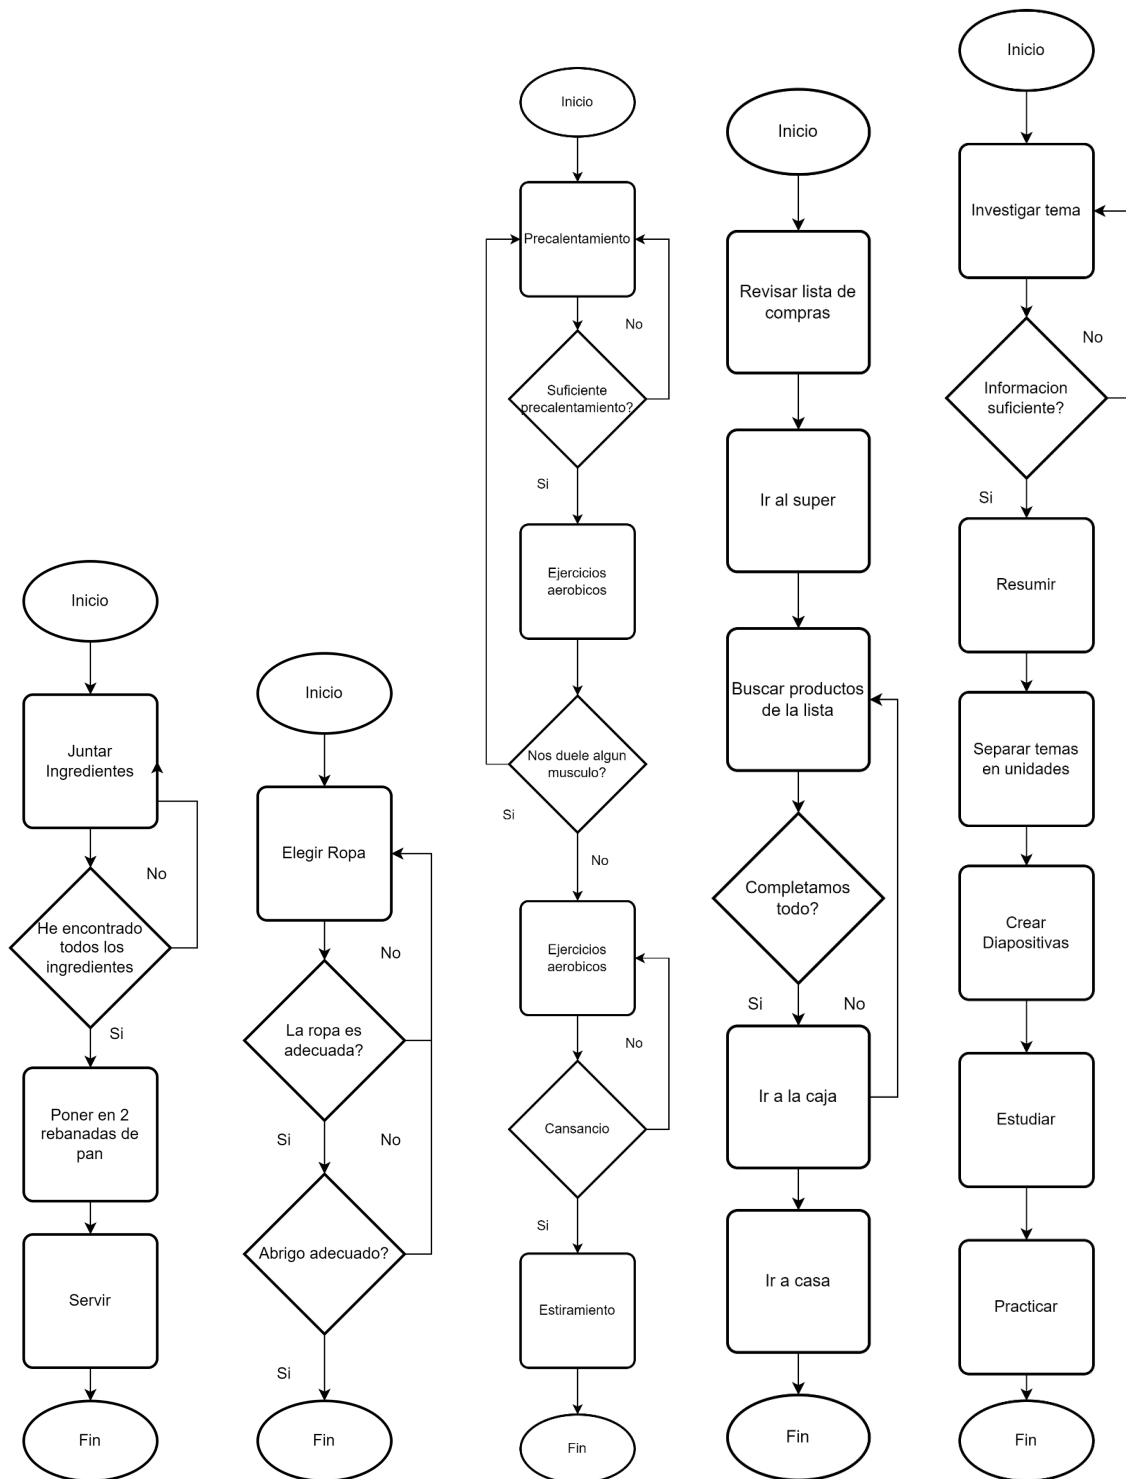 Inicio
Juntar
Ingredientes
No
He encontrado
todos los
ingredientes
Si
Poner en 2
rebanadas de
pan
Servir
Fin
Inicio
Elegir Ropa
No
La ropa es
adecuada?
Si
No
Abrigo adecuado?
Si
Fin
Inicio
Precalentamiento
No
Suficiente
precalentamiento?
Si
Ejercicios
aerobicos
Nos duele algun
musculo?
Si
No
Ejercicios
aerobicos
No
Cansancio
Si
Estiramiento
Fin
Inicio
Revisar lista de
compras
Ir al super
Buscar productos
de la lista
Completamos
todo?
Si
No
Ir a la caja
Ir a casa
Fin
Inicio
Investigar tema
No
Informacion
suficiente?
Si
Resumir
Separar temas
en unidades
Crear
Diapositivas
Estudiar
Practicar
Fin